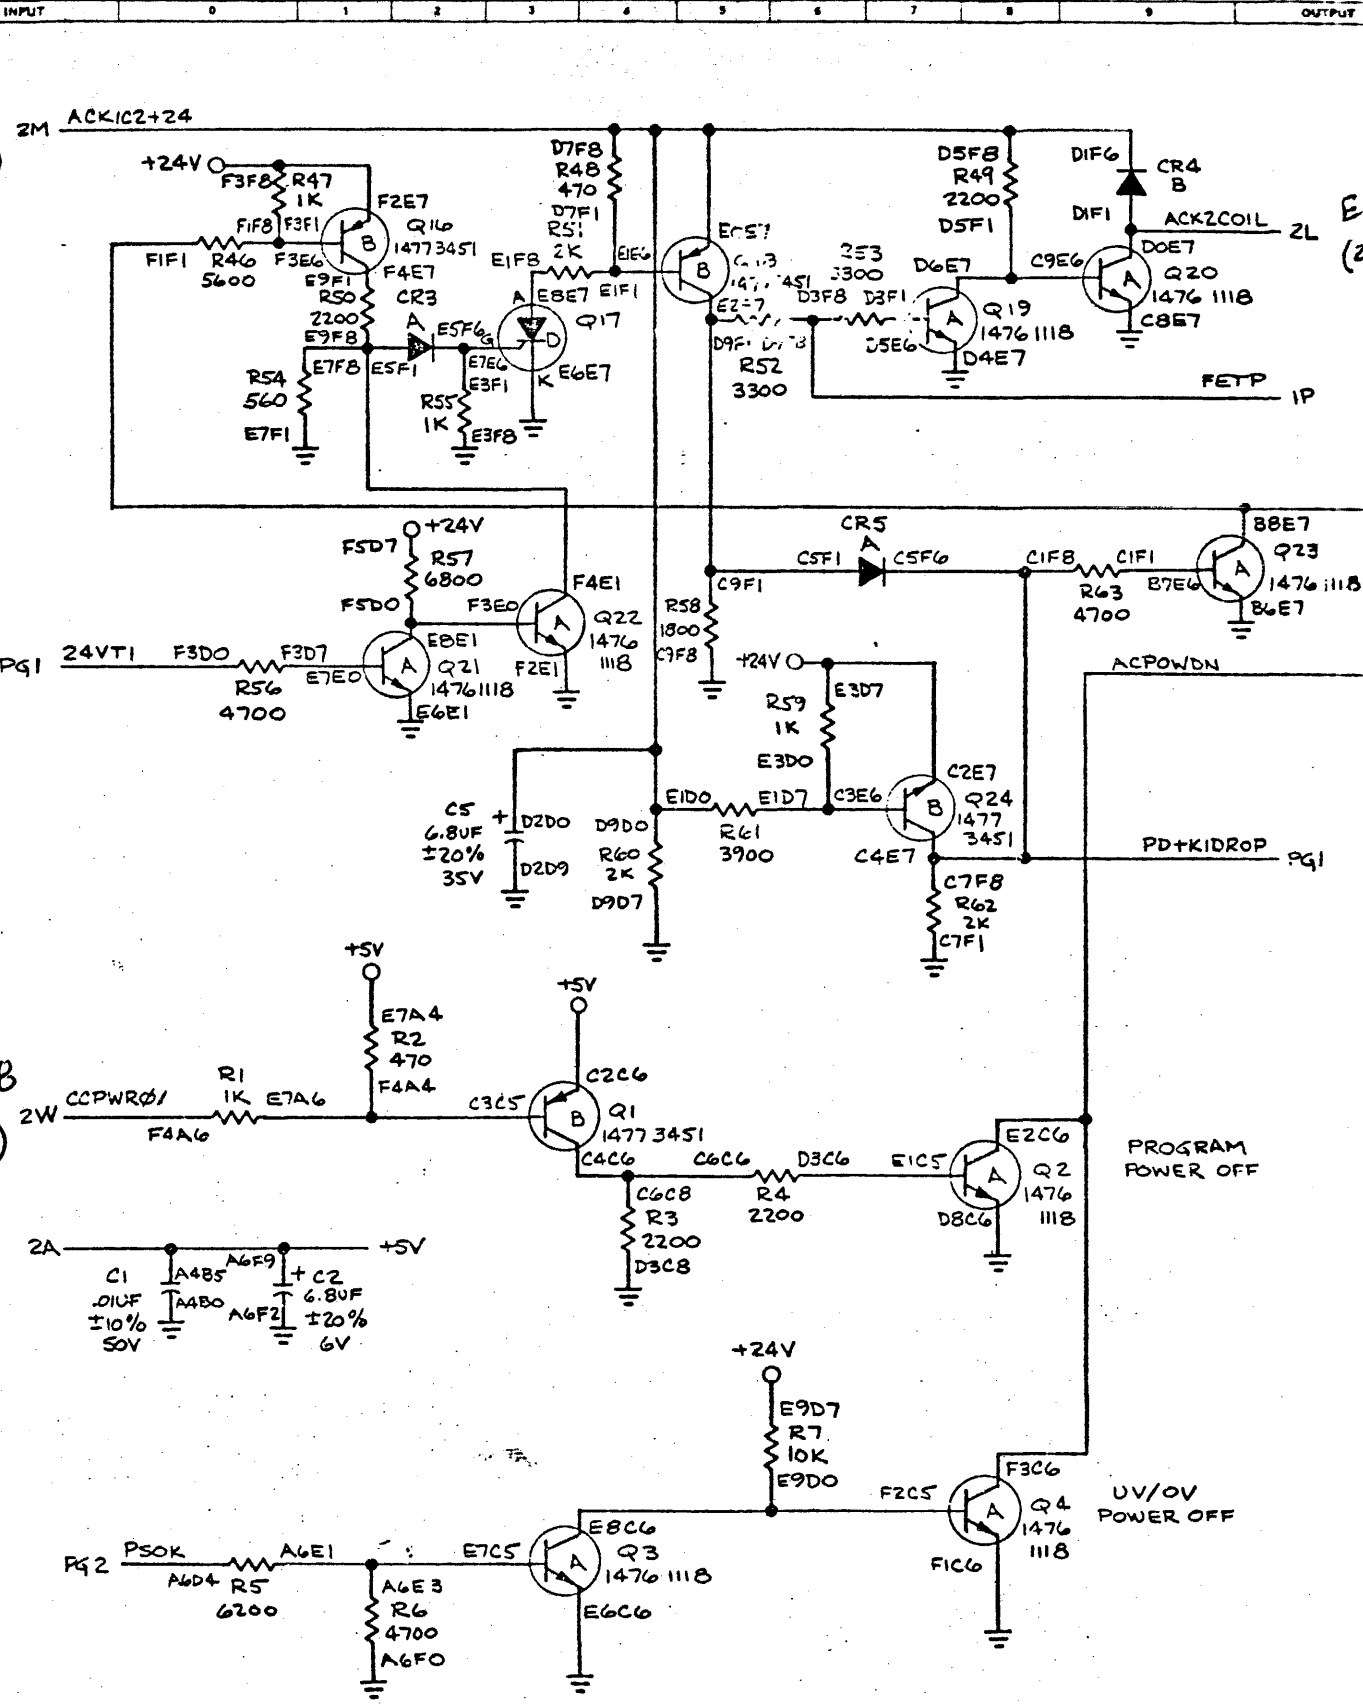 INPUT 0 1 2 3 4 5 6 7 8 9 OUTPUT
2M ACK1C2+24
+24V
F3F8 R47
1K
F2E7
F1F8 F3F1
Q16
B
14773451
F1F1 R46 F3E6
5600
E9F1 F4E7
R50
2200
E9F8
CR3
A
E5F6
G
E7F8 E5F1
R54
560
E7F1
E7E6
E3F1
R55
1K
E3F8
D7F8
R48
470
D7F1
R51
2K
E1F8 E1E6
E1F1
A
E8E7
Q17
D
K E6E7
B
D3F8 D3F1
3300
R52
3300
D6E7
Q19
A
1476 1118
D5E6
D4E7
D5F8
R49
2200
D5F1
C9E6
D1F6
CR4
B
D1F1
ACK2COIL 2L
D0E7
Q20
A
1476 1118
C8E7
FETP 1P
E
(2
+24V
F5D7
R57
6800
F5D0
F3E0
F4E1
Q22
A
1476
1118
F2E1
PG1 24VT1 F3D0 F3D7
R56
4700
E7E0
E8E1
A
Q21
14761118
E6E1
CR5
A
C5F1 C5F6
C9F1
R58
1800
C9F8
C1F8 C1F1
R63
4700
B7E6
B8E7
Q23
A
1476 1118
B6E7
ACPOWDN
+24V
E3D7
R59
1K
E3D0
E1D0 E1D7
R61
3900
C3E6
C2E7
B
Q24
1477
3451
C4E7
PD+K1DROP PG1
C7F8
R62
2K
C7F1
C5
6.8UF
±20%
35V
+ D2D0
D2D9
D9D0
R60
2K
D9D7
+5V
E7A4
R2
470
F4A4
+5V
C2C6
2W CCPWRØ1
R1
1K
E7A6
F4A6
C3C5
B
Q1
1477 3451
C4C6
C6C6 D3C6
R4
2200
C6C8
R3
2200
D3C8
E1C5
E2C6
A
Q2
1476
1118
D8C6
PROGRAM
POWER OFF
2A +5V
C1
.01UF
±10%
50V
A4B5
A4B0
A6F9
+ C2
6.8UF
±20%
6V
A6F2
+24V
E9D7
R7
10K
E9D0
F2C5
F3C6
A
Q4
1476
1118
F1C6
UV/OV
POWER OFF
PG2 PSOK A6E1
A6D4 R5
6200
A6E3
R6
4700
A6F0
E7C5
E8C6
A
Q3
1476 1118
E6C6